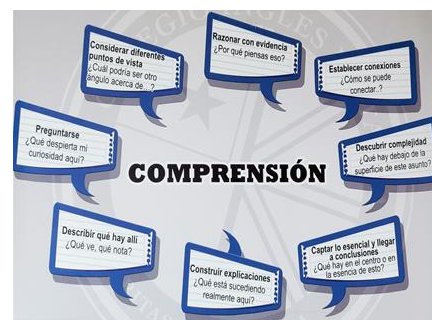 Considerar diferentes
puntos de vista
¿Cuál podría ser otro
ángulo acerca de...?
Razonar con evidencia
¿Por qué piensas eso?
Establecer conexiones
¿Cómo se puede
conectar..?
Preguntarse
¿Qué despierta mi
curiosidad aquí?
COMPRENSIÓN
Descubrir complejidad
¿Qué hay debajo de la
superficie de este asunto?
Describir qué hay allí
¿Qué ve, qué nota?
Construir explicaciones
¿Qué está sucediendo
realmente aquí?
Captar lo esencial y llegar
a conclusiones
¿Qué hay en el centro o en
la esencia de esto?